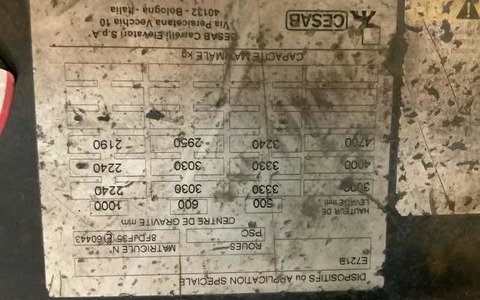 DISPOSITIFS ou APPLICATION SPECIALE
E721B
ROUES: MATRICULE N
PSC 8FDJF35 E 60443
CENTRE DE GRAVITE mm
HAUTEUR DE
LEVAGE mm 500 600 1000
3000 3330 3030 2240
4000 3330 3030 2240
4700 3240 2950 2190
CAPACITE MAXIMALE kg
CESAB
CESAB Carrelli Elevatori S.p.A
Via Persicetana Vecchia 10
40132 - Bologna - Italia